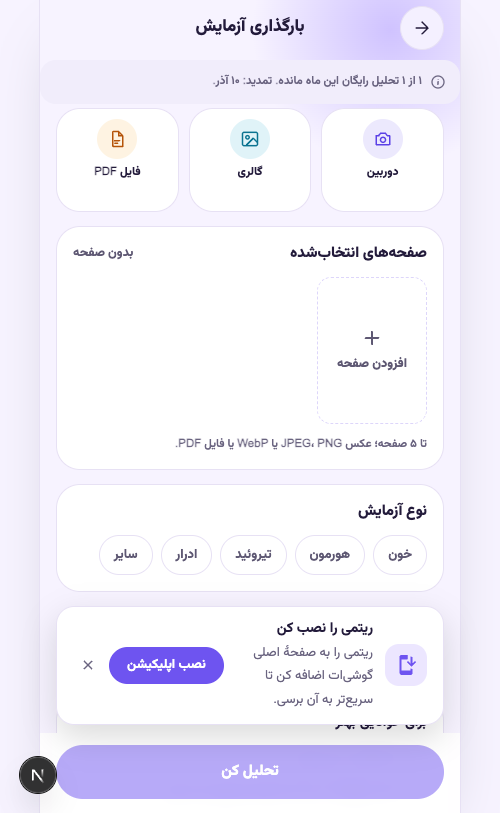 بارگذاری آزمایش
۱ از ۱ تحلیل رایگان این ماه مانده. تمدید: ۱۰ آذر.
دوربین
گالری
فایل PDF
صفحه‌های انتخاب‌شده
بدون صفحه
افزودن صفحه
تا ۵ صفحه؛ عکس JPEG، PNG یا WebP یا فایل PDF.
نوع آزمایش
خون
هورمون
تیروئید
ادرار
سایر
ریتمی را نصب کن
ریتمی را به صفحهٔ اصلی
گوشی‌ات اضافه کن تا
سریع‌تر به آن برسی.
نصب اپلیکیشن
تحلیل کن
N